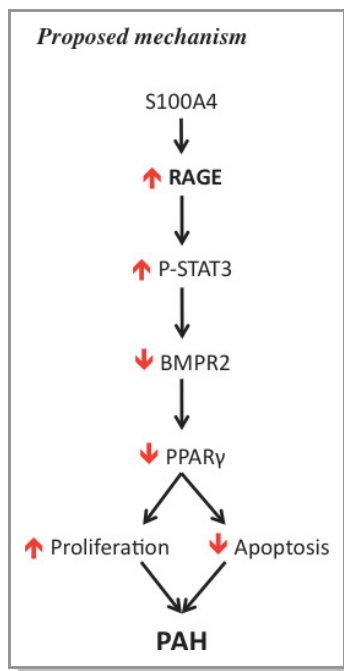 Proposed mechanism
S100A4
RAGE
P-STAT3
BMPR2
PPARγ
Proliferation Apoptosis
PAH